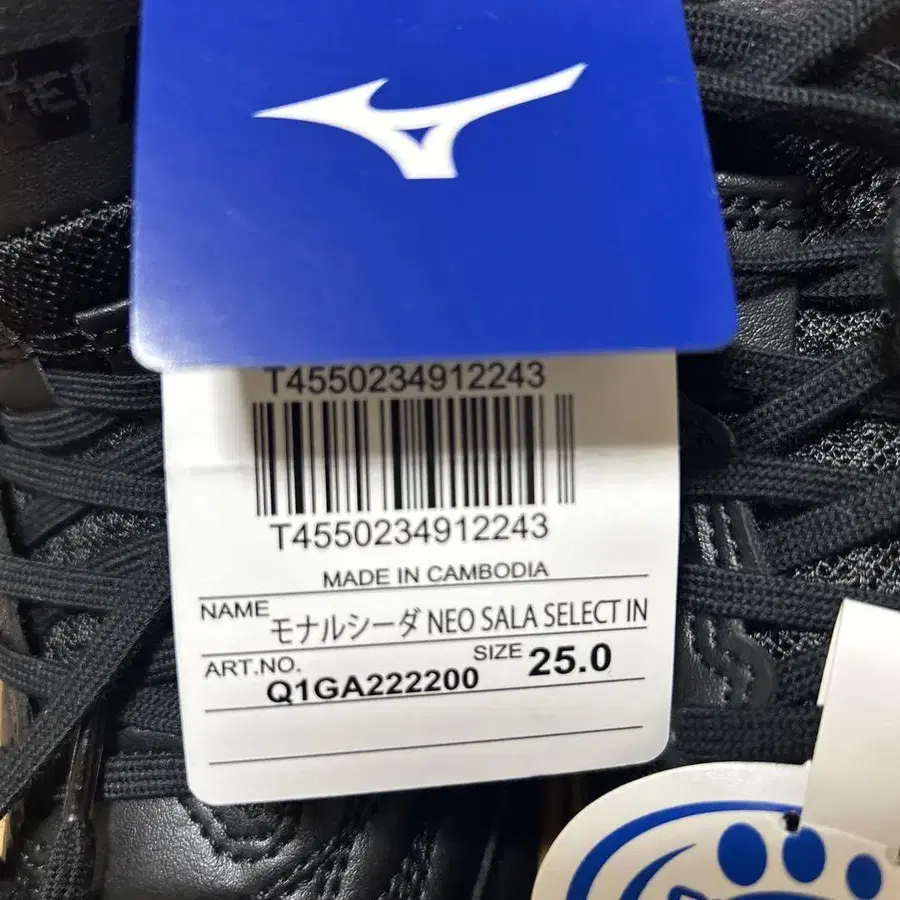 T4550234912243
T4550234912243
MADE IN CAMBODIA
NAME モナルシーダ NEO SALA SELECT IN
ART.NO. Q1GA222200 SIZE 25.0